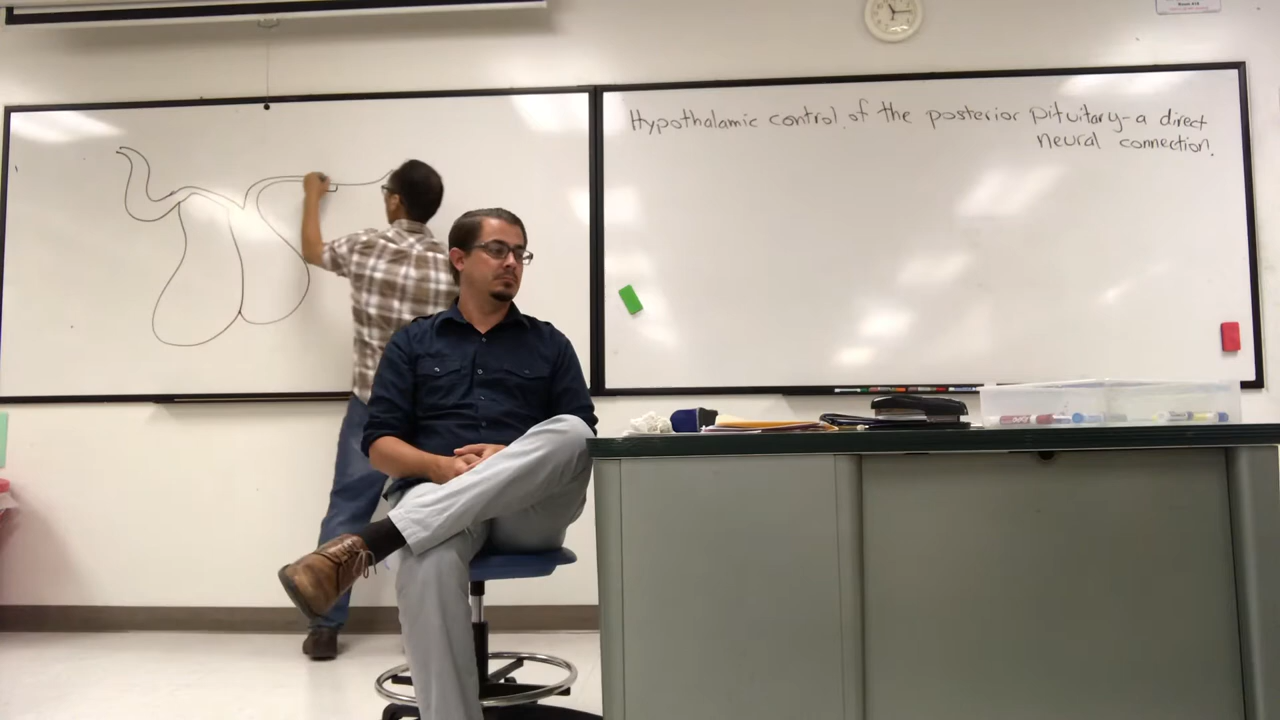 Hypothalamic control of the posterior pituitary-a direct
neural connection.